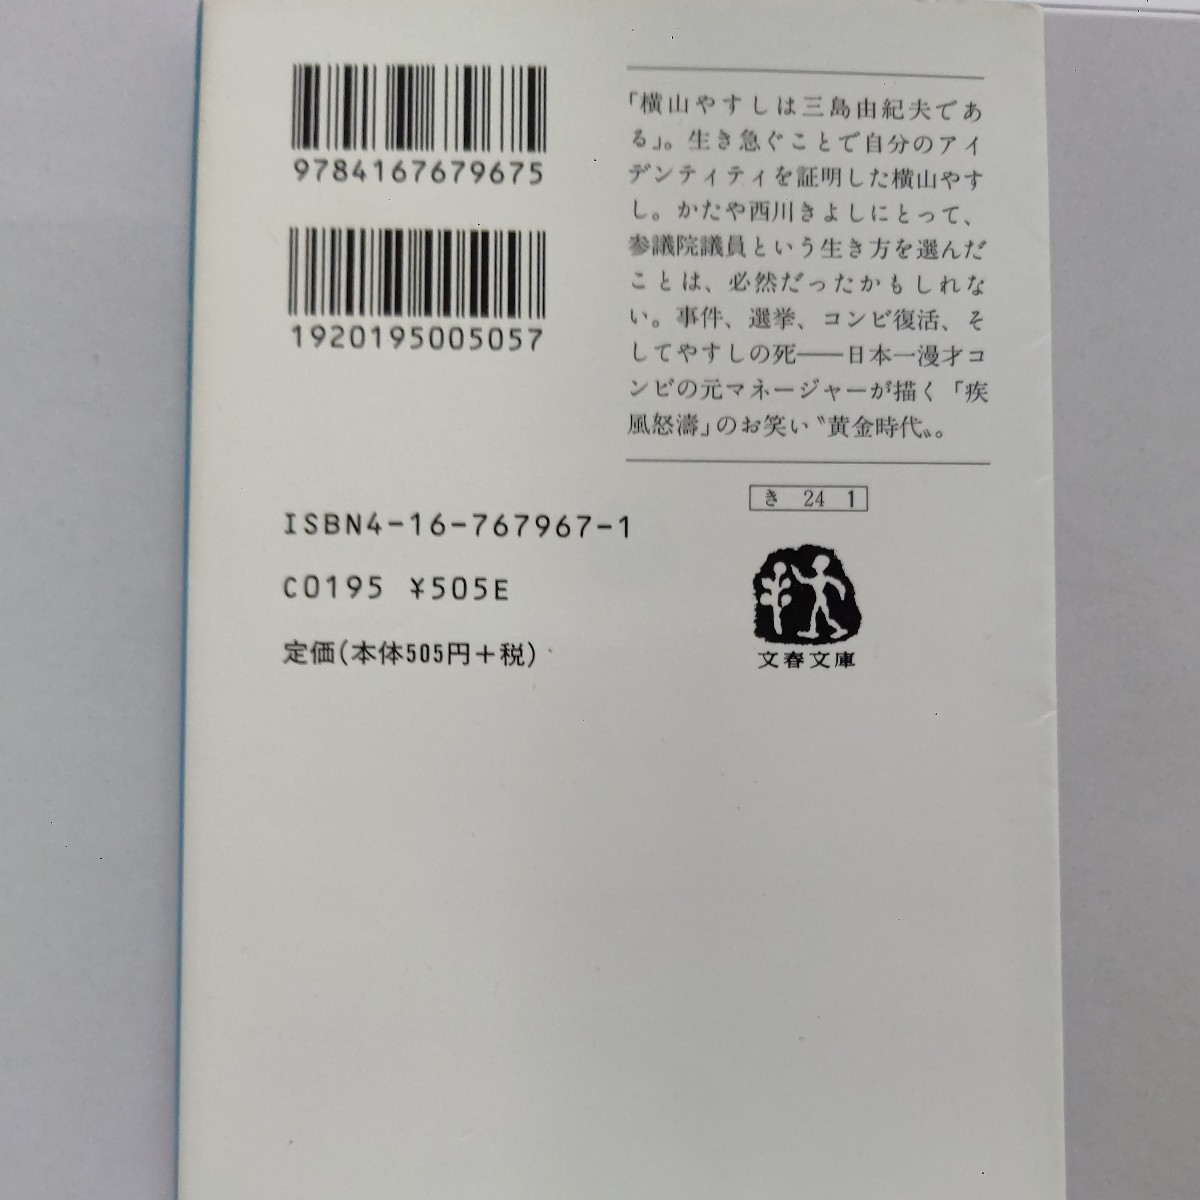 9784167679675
1920195005057
「横山やすしは三島由紀夫であ
る」。生き急ぐことで自分のアイ
デンティティを証明した横山やす
し。かたや西川きよしにとって、
参議院議員という生き方を選んだ
ことは、必然だったかもしれな
い。事件、選挙、コンビ復活、そ
してやすしの死――日本一漫才コ
ンビの元マネージャーが描く「疾
風怒濤」のお笑い〝黄金時代〟。
き 24 1
ISBN4-16-767967-1
C0195 ¥505E
定価(本体505円+税)
文春文庫